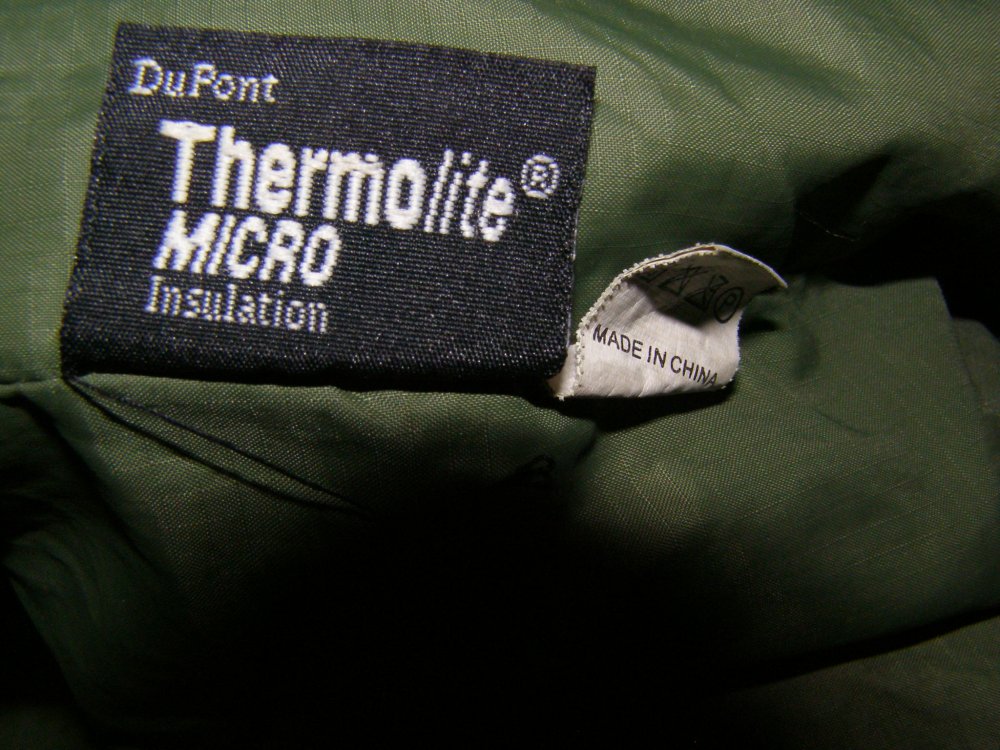 DuPont
Thermolite®
MICRO
Insulation
MADE IN CHINA